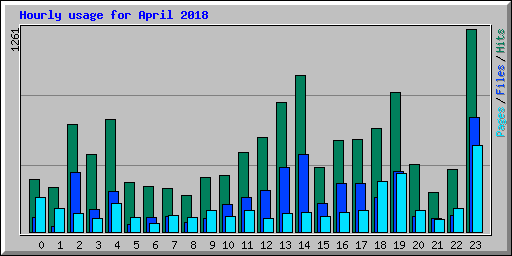 Hourly usage for April 2018
1261
Pages / Files / Hits
0 1 2 3 4 5 6 7 8 9 10 11 12 13 14 15 16 17 18 19 20 21 22 23